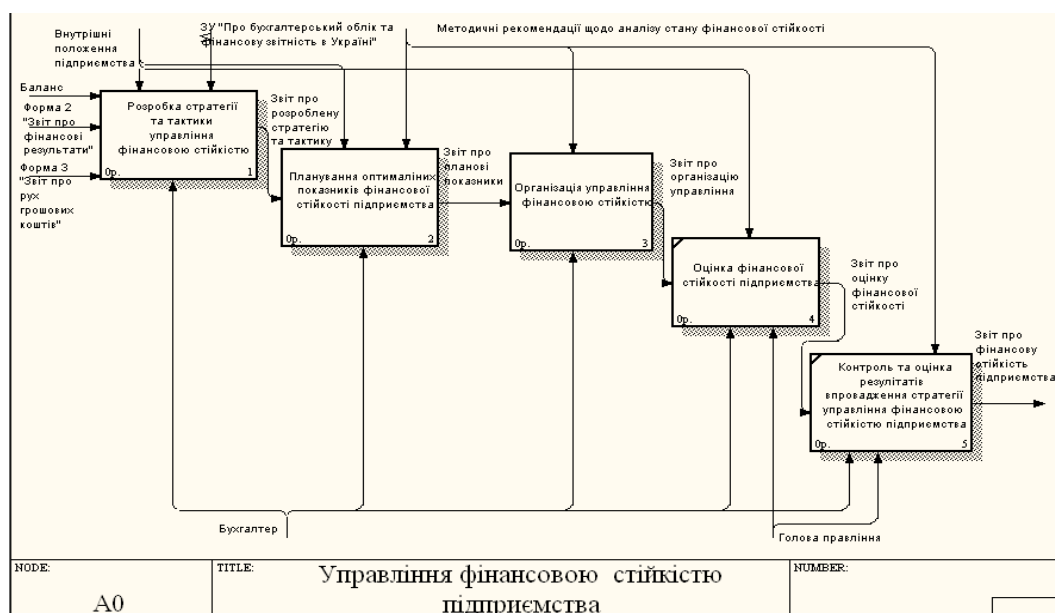 Внутрішні
положення
підприємства
ЗУ "Про бухгалтерський облік та
фінансову звітність в Україні"
Методичні рекомендації щодо аналізу стану фінансової стійкості
Баланс
Форма 2
"Звіт про
фінансові
результати"
Форма 3
"Звіт про
рух
грошових
коштів"
Розробка стратегії
та тактики
управління
фінансовою стійкістю
0р.
1
Звіт про
розроблену
стратегію
та тактику
Планування оптималіних
показників фінансової
стійкості підприємства
0р.
2
Звіт про
планові
показники
Організація управління
фінансовою стійкістю
0р.
3
Звіт про
організацію
управління
Оцінка фінансової
стійкості підприємства
0р.
4
Звіт про
оцінку
фінансової
стійкості
Контроль та оцінка
резулітатів
впровадження стратегії
управління фінансовою
стійкістю підприємства
0р.
5
Звіт про
фінансову
стійкість
підприємства
Бухгалтер
Голова правління
NODE:
A0
TITLE:
Управління фінансовою стійкістю
підприємства
NUMBER: